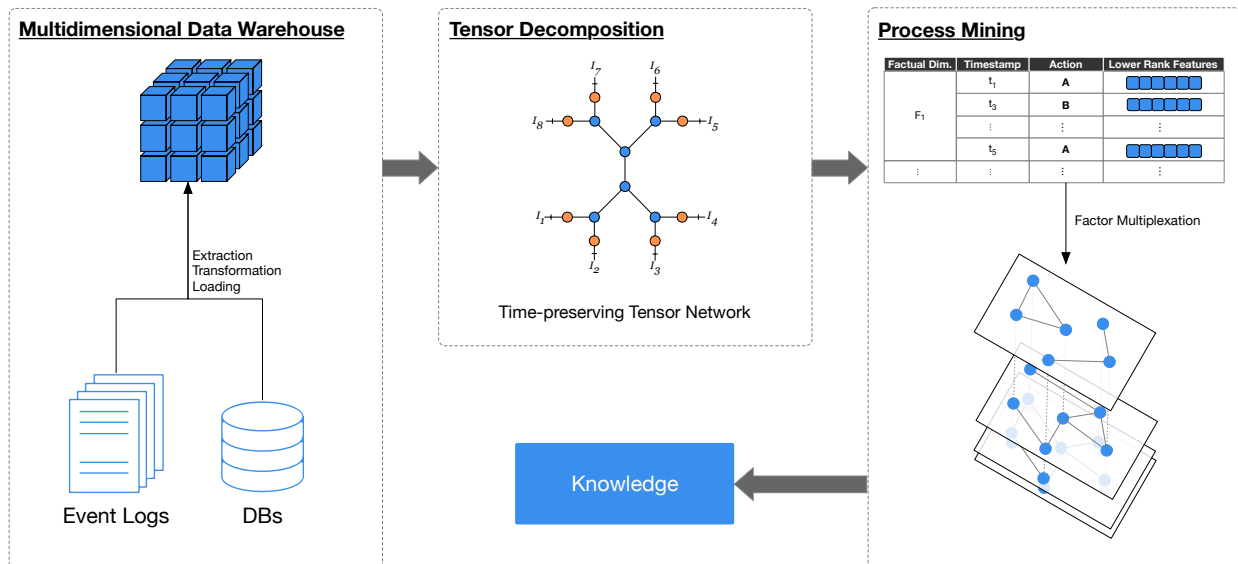 Multidimensional Data Warehouse
Extraction
Transformation
Loading
Event Logs
DBs
Tensor Decomposition
I₇
I₆
I₈
I₅
I₁
I₄
I₂
I₃
Time-preserving Tensor Network
Process Mining
Factual Dim. Timestamp Action Lower Rank Features
t₁ A
t₃ B
F₁
⋮ ⋮ ⋮
t₅ A
⋮ ⋮ ⋮ ⋮
Factor Multiplexation
Knowledge